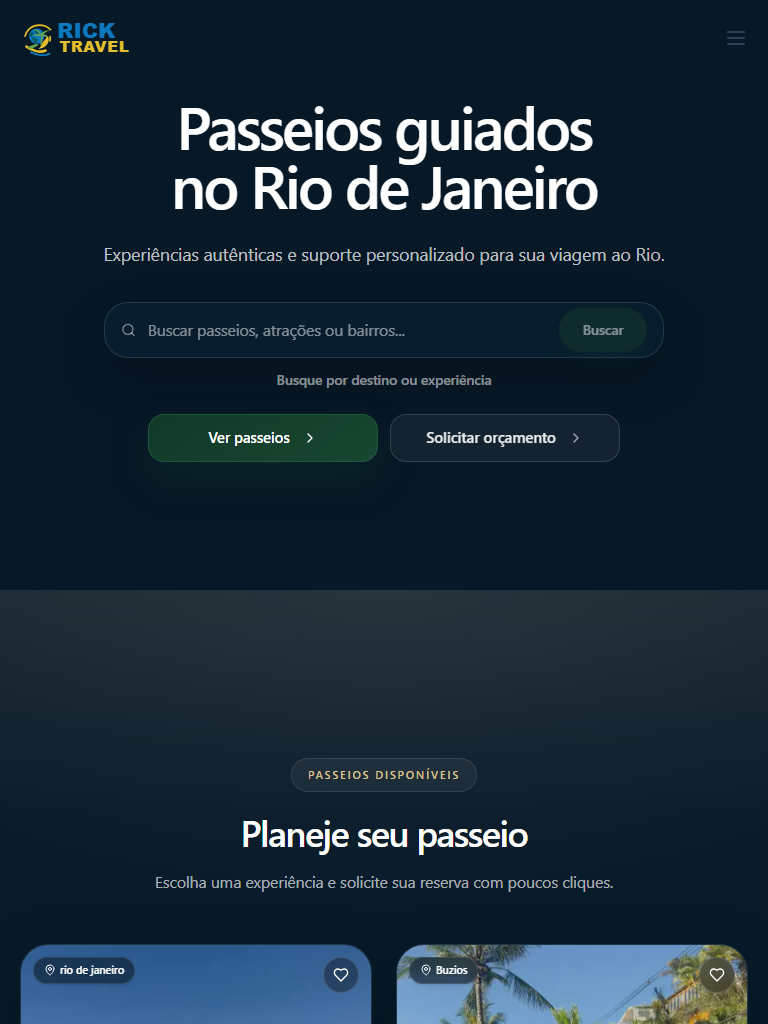 RICK
TRAVEL
Passeios guiados
no Rio de Janeiro
Experiências autênticas e suporte personalizado para sua viagem ao Rio.
Buscar passeios, atrações ou bairros...
Buscar
Busque por destino ou experiência
Ver passeios
Solicitar orçamento
PASSEIOS DISPONÍVEIS
Planeje seu passeio
Escolha uma experiência e solicite sua reserva com poucos cliques.
rio de janeiro
Buzios